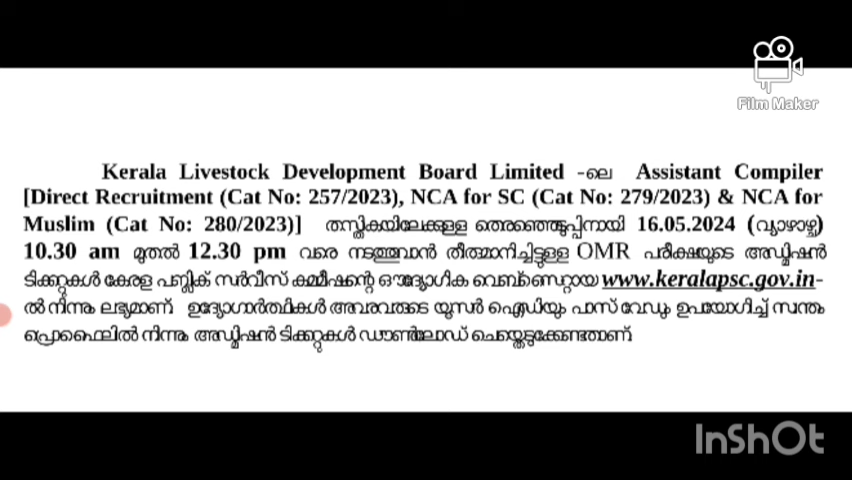 Film Maker
Kerala Livestock Development Board Limited -ലെ Assistant Compiler
[Direct Recruitment (Cat No: 257/2023), NCA for SC (Cat No: 279/2023) & NCA for
Muslim (Cat No: 280/2023)] തസ്തികയിലേക്കുള്ള തെരഞ്ഞെടുപ്പിനായി 16.05.2024 (വ്യാഴാഴ്ച)
10.30 am മുതൽ 12.30 pm വരെ നടത്തുവാൻ തീരുമാനിച്ചിട്ടുള്ള OMR പരീക്ഷയുടെ അഡ്മിഷൻ
ടിക്കറ്റുകൾ കേരള പബ്ലിക് സർവീസ് കമ്മീഷന്റെ ഔദ്യോഗിക വെബ്സൈറ്റായ www.keralapsc.gov.in-
ൽ നിന്നും ലഭ്യമാണ്. ഉദ്യോഗാർത്ഥികൾ അവരവരുടെ യൂസർ ഐഡിയും പാസ് വേഡും ഉപയോഗിച്ച് സ്വന്തം
പ്രൊഫൈലിൽ നിന്നും അഡ്മിഷൻ ടിക്കറ്റുകൾ ഡൗൺലോഡ് ചെയ്തെടുക്കേണ്ടതാണ്.
InShOt